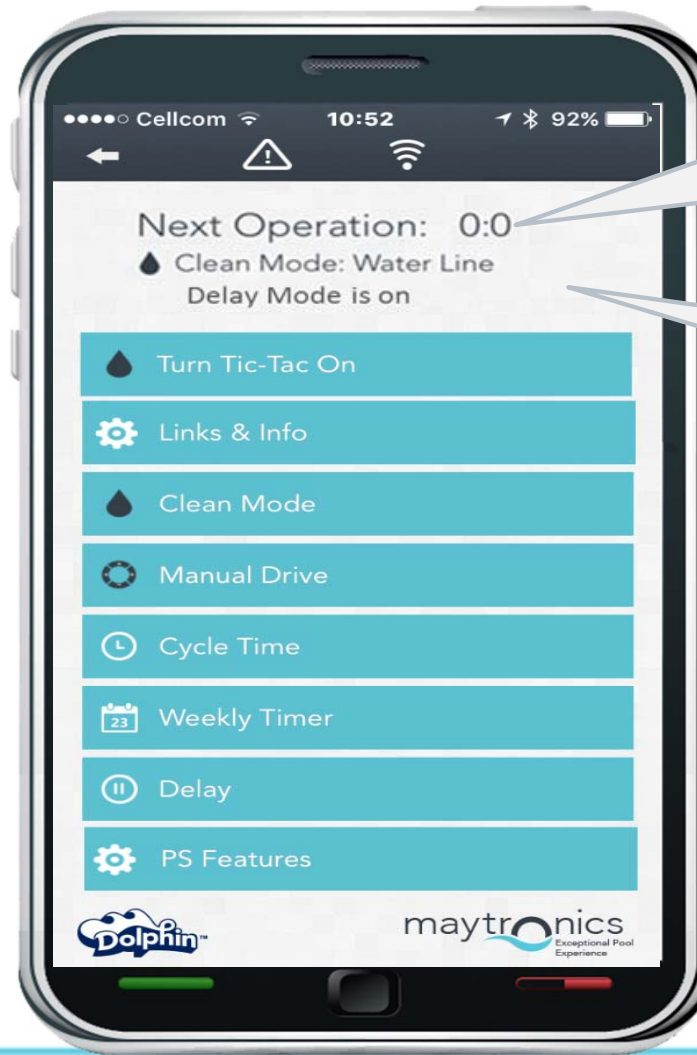 Cellcom 10:52 92%
Next Operation: 0:0
Clean Mode: Water Line
Delay Mode is on
Turn Tic-Tac On
Links & Info
Clean Mode
Manual Drive
Cycle Time
23 Weekly Timer
Delay
PS Features
Dolphin™
maytronics
Exceptional Pool
Experience